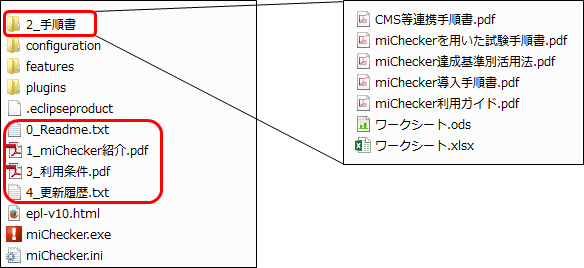 2_手順書
configuration
features
plugins
.eclipseproduct
0_Readme.txt
1_miChecker紹介.pdf
3_利用条件.pdf
4_更新履歴.txt
epl-v10.html
miChecker.exe
miChecker.ini
CMS等連携手順書.pdf
miCheckerを用いた試験手順書.pdf
miChecker達成基準別活用法.pdf
miChecker導入手順書.pdf
miChecker利用ガイド.pdf
ワークシート.ods
ワークシート.xlsx